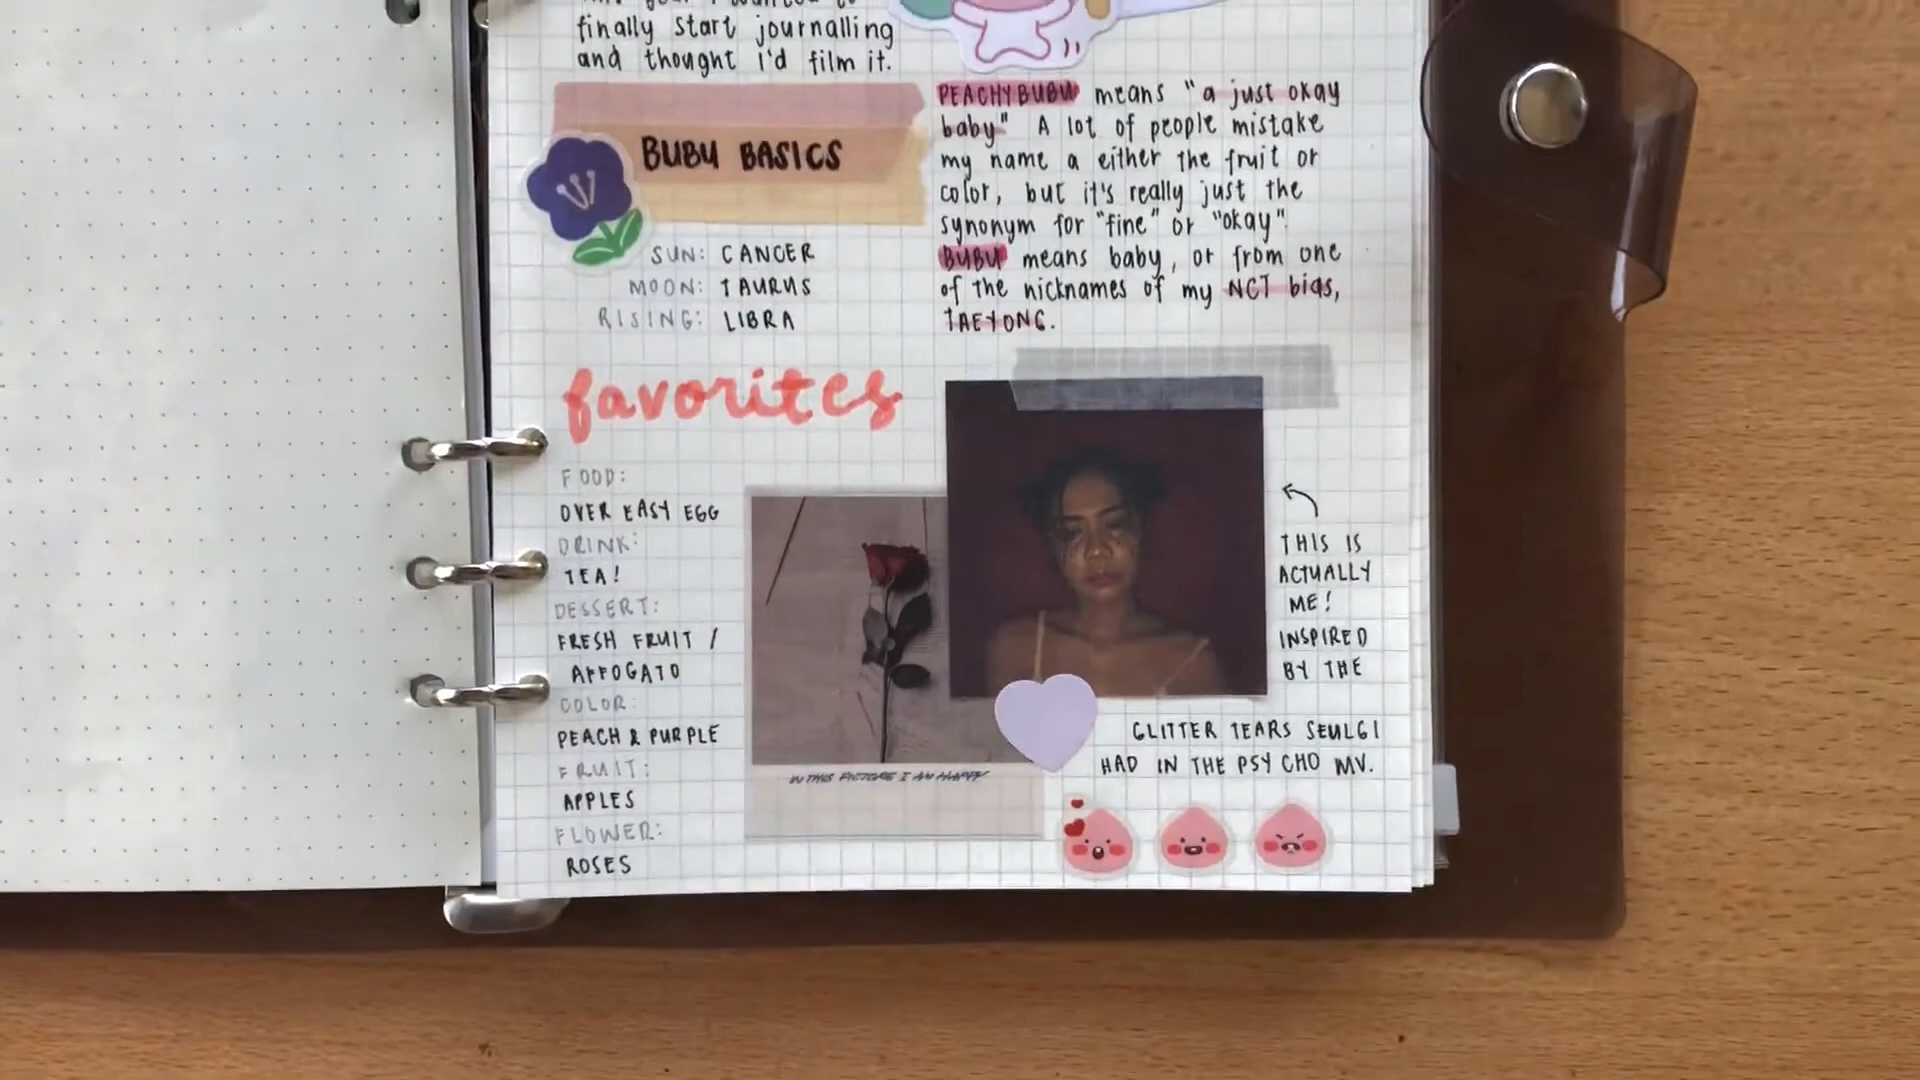 finally start journalling
and thought I'd film it.
BUBU BASICS
SUN: CANCER
MOON: TAURUS
RISING: LIBRA
PEACHYBUBU means "a just okay
baby" A lot of people mistake
my name a either the fruit or
color, but it's really just the
synonym for "fine" or "okay".
BUBU means baby, or from one
of the nicknames of my NCT bias,
TAEYONG.
favorites
FOOD:
OVER EASY EGG
DRINK:
TEA!
DESSERT:
FRESH FRUIT /
AFFOGATO
COLOR:
PEACH & PURPLE
FRUIT:
APPLES
FLOWER:
ROSES
IN THIS PICTURE I AM HAPPY
THIS IS
ACTUALLY
ME!
INSPIRED
BY THE
GLITTER TEARS SEULGI
HAD IN THE PSYCHO MV.